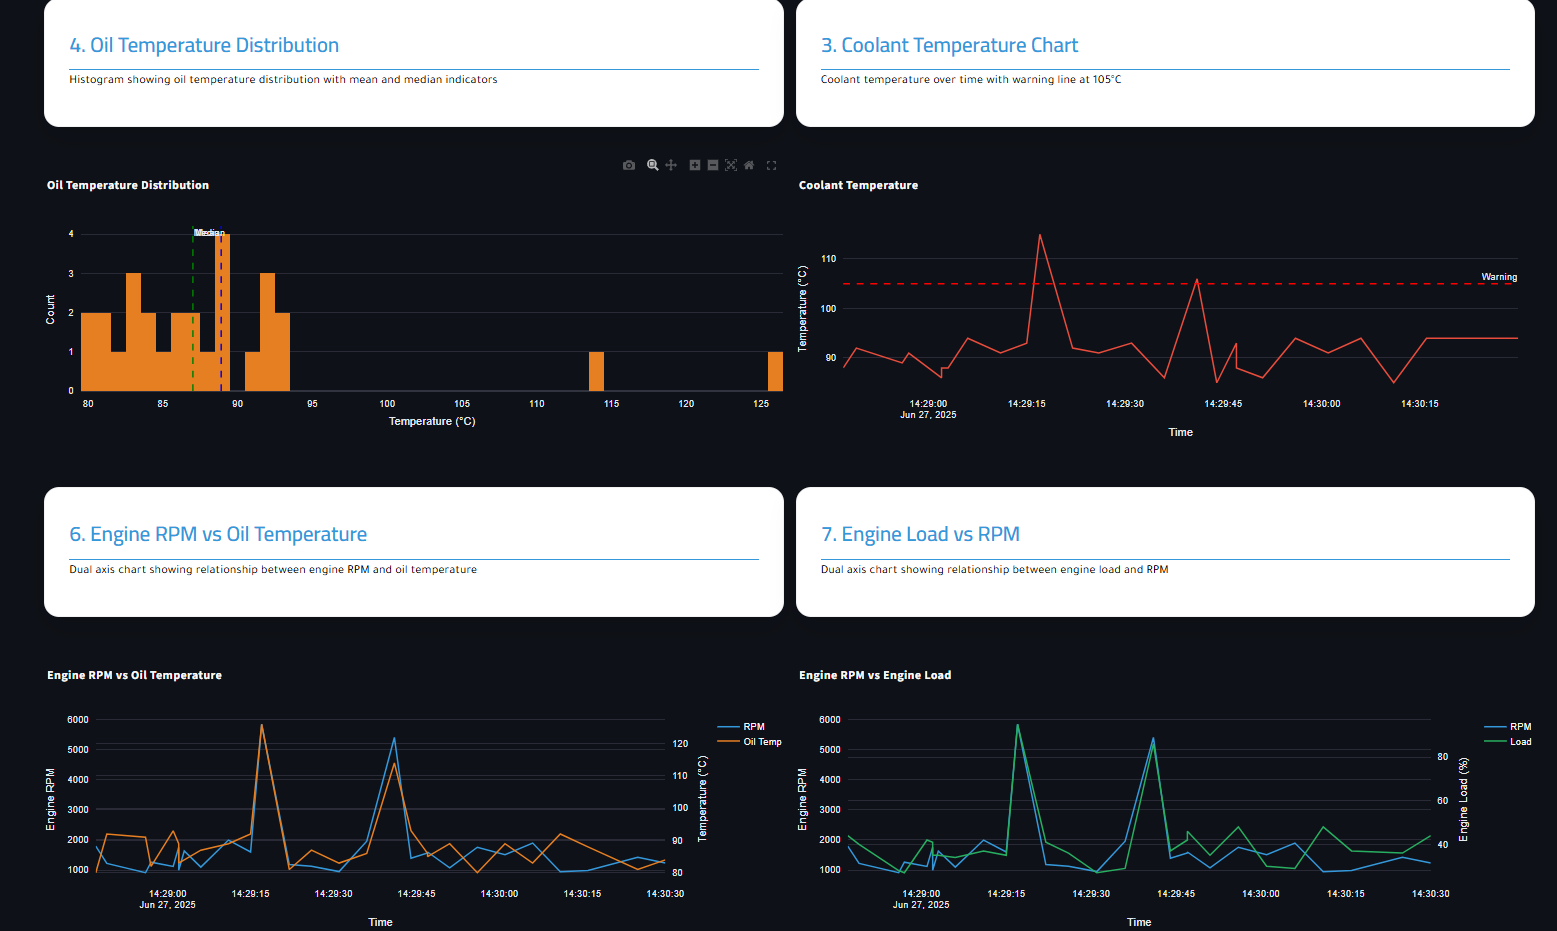 4. Oil Temperature Distribution
Histogram showing oil temperature distribution with mean and median indicators
3. Coolant Temperature Chart
Coolant temperature over time with warning line at 105°C
Oil Temperature Distribution
4
3
2
1
0
Count
80 85 90 95 100 105 110 115 120 125
Temperature (°C)
Coolant Temperature
110
100
90
Temperature (°C)
Warning
14:29:00 14:29:15 14:29:30 14:29:45 14:30:00 14:30:15
Jun 27, 2025
Time
6. Engine RPM vs Oil Temperature
Dual axis chart showing relationship between engine RPM and oil temperature
7. Engine Load vs RPM
Dual axis chart showing relationship between engine load and RPM
Engine RPM vs Oil Temperature
6000
5000
4000
3000
2000
1000
Engine RPM
120
110
100
90
80
Temperature (°C)
RPM
Oil Temp
14:29:00 14:29:15 14:29:30 14:29:45 14:30:00 14:30:15 14:30:30
Jun 27, 2025
Time
Engine RPM vs Engine Load
6000
5000
4000
3000
2000
1000
Engine RPM
80
60
40
Engine Load (%)
RPM
Load
14:29:00 14:29:15 14:29:30 14:29:45 14:30:00 14:30:15 14:30:30
Jun 27, 2025
Time